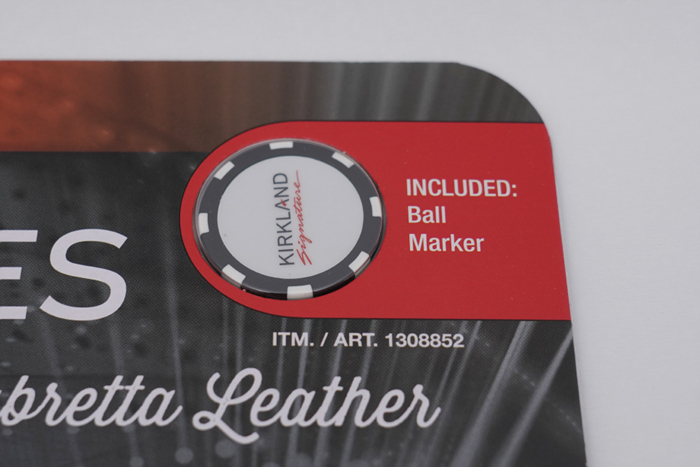 KIRKLAND
Signature
INCLUDED:
Ball
Marker
ES
ITM. / ART. 1308852
bretta Leather